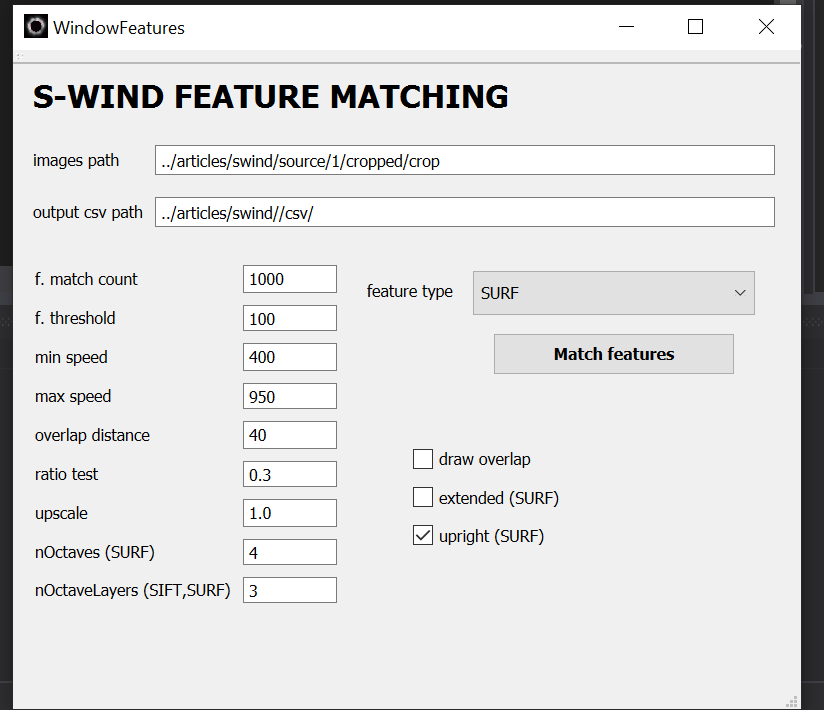 WindowFeatures
S-WIND FEATURE MATCHING
images path ../articles/swind/source/1/cropped/crop
output csv path ../articles/swind//csv/
f. match count 1000
feature type SURF
f. threshold 100
min speed 400
Match features
max speed 950
overlap distance 40
draw overlap
ratio test 0.3
extended (SURF)
upscale 1.0
upright (SURF)
nOctaves (SURF) 4
nOctaveLayers (SIFT,SURF) 3